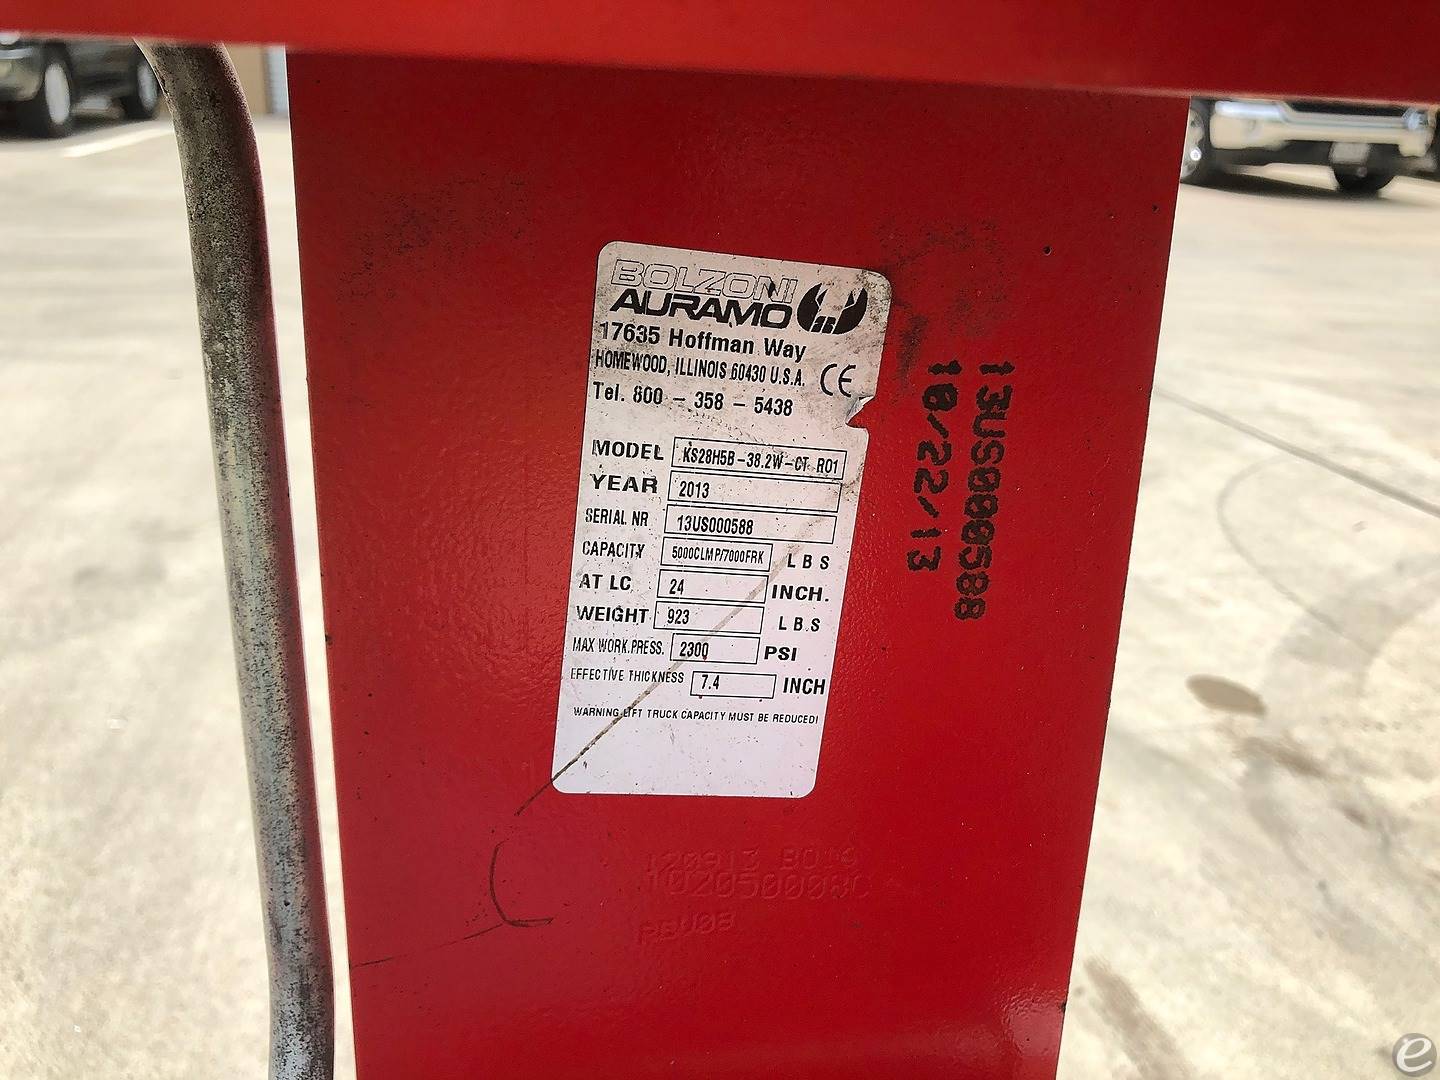 BOLZONI
AURAMO
17635 Hoffman Way
HOMEWOOD, ILLINOIS 60430 U.S.A.
CE
Tel. 800 - 358 - 5438
MODEL KS28H5B-38.2W-CT R01
YEAR 2013
SERIAL NR 13US000588
CAPACITY 5000CLMP/7000FRK LBS
AT LC 24 INCH.
WEIGHT 923 LBS
MAX WORK.PRESS. 2300 PSI
EFFECTIVE THICKNESS 7.4 INCH
WARNING LIFT TRUCK CAPACITY MUST BE REDUCED!
13US000588
10/22/13
e